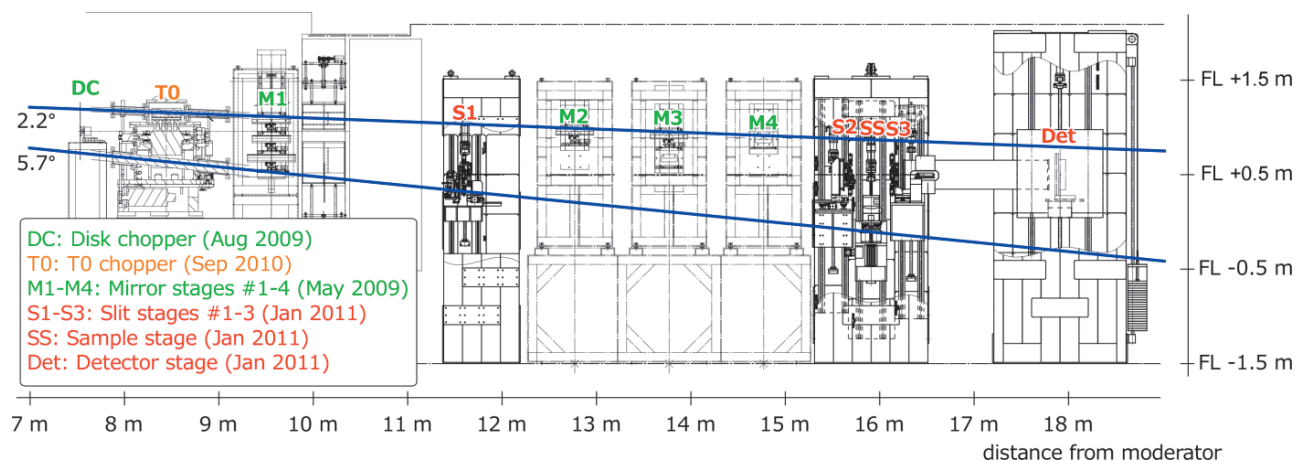 DC
T0
M1
S1
M2
M3
M4
S2 SS S3
Det
2.2°
5.7°
FL +1.5 m
FL +0.5 m
FL -0.5 m
FL -1.5 m
DC: Disk chopper (Aug 2009)
T0: T0 chopper (Sep 2010)
M1-M4: Mirror stages #1-4 (May 2009)
S1-S3: Slit stages #1-3 (Jan 2011)
SS: Sample stage (Jan 2011)
Det: Detector stage (Jan 2011)
7 m 8 m 9 m 10 m 11 m 12 m 13 m 14 m 15 m 16 m 17 m 18 m
distance from moderator